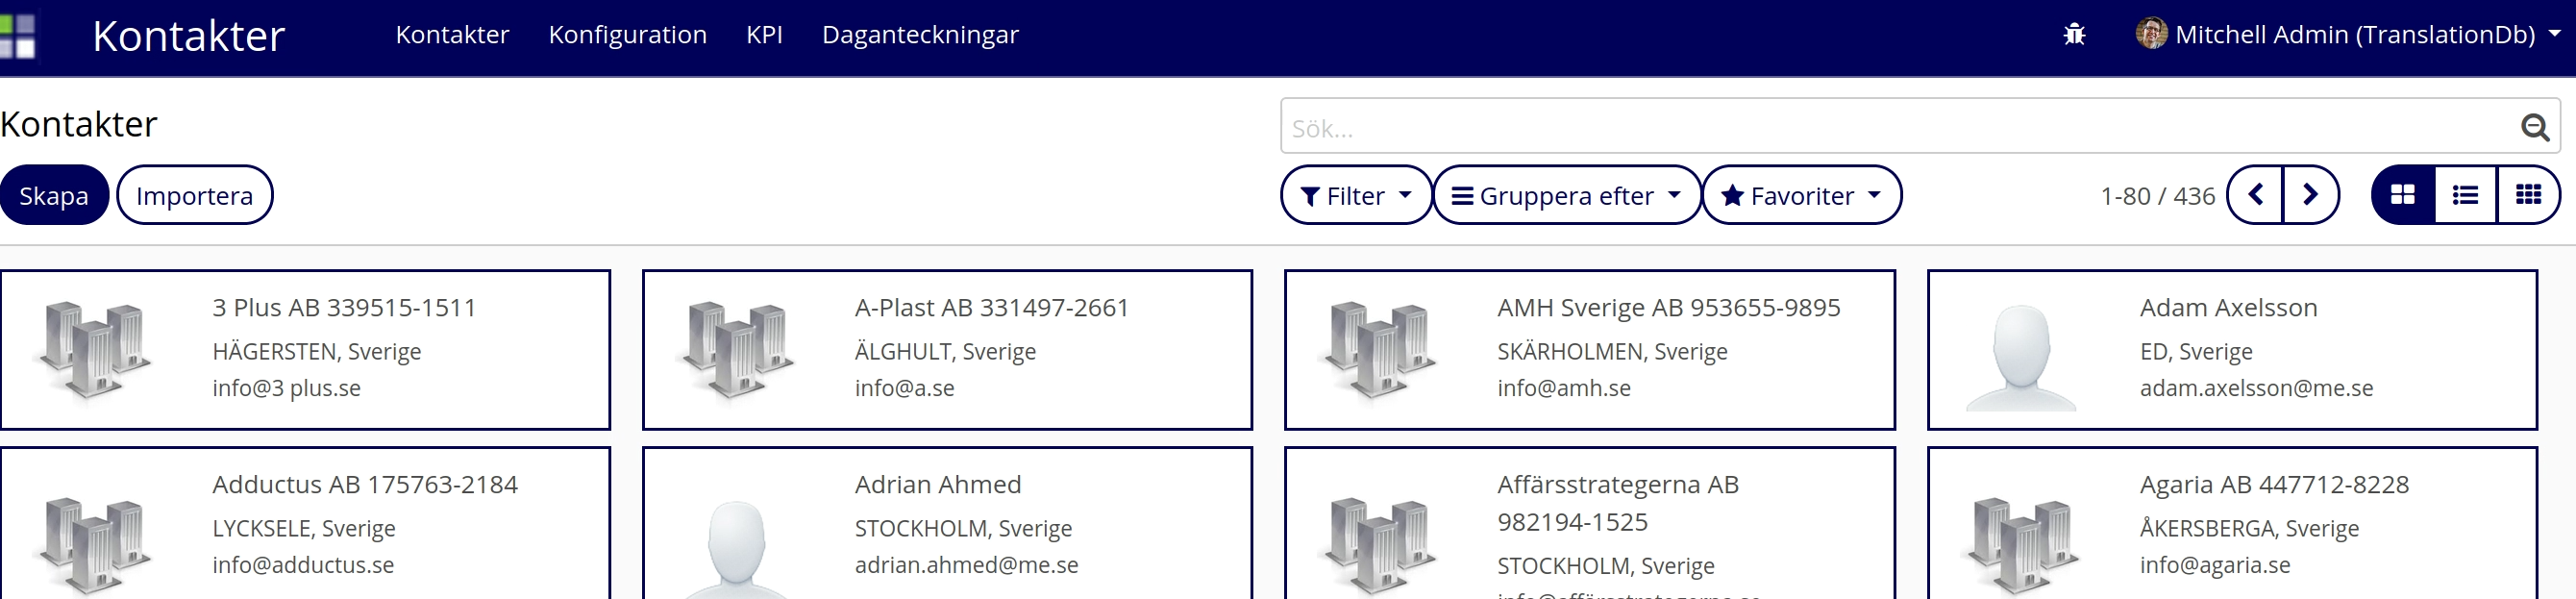 Kontakter
Kontakter Konfiguration KPI Daganteckningar
Mitchell Admin (TranslationDb)
Kontakter
Sök...
Skapa Importera
Filter Gruppera efter Favoriter
1-80 / 436
3 Plus AB 339515-1511
HÄGERSTEN, Sverige
info@3 plus.se
A-Plast AB 331497-2661
ÄLGHULT, Sverige
info@a.se
AMH Sverige AB 953655-9895
SKÄRHOLMEN, Sverige
info@amh.se
Adam Axelsson
ED, Sverige
adam.axelsson@me.se
Adductus AB 175763-2184
LYCKSELE, Sverige
info@adductus.se
Adrian Ahmed
STOCKHOLM, Sverige
adrian.ahmed@me.se
Affärsstrategerna AB
982194-1525
STOCKHOLM, Sverige
Agaria AB 447712-8228
ÅKERSBERGA, Sverige
info@agaria.se